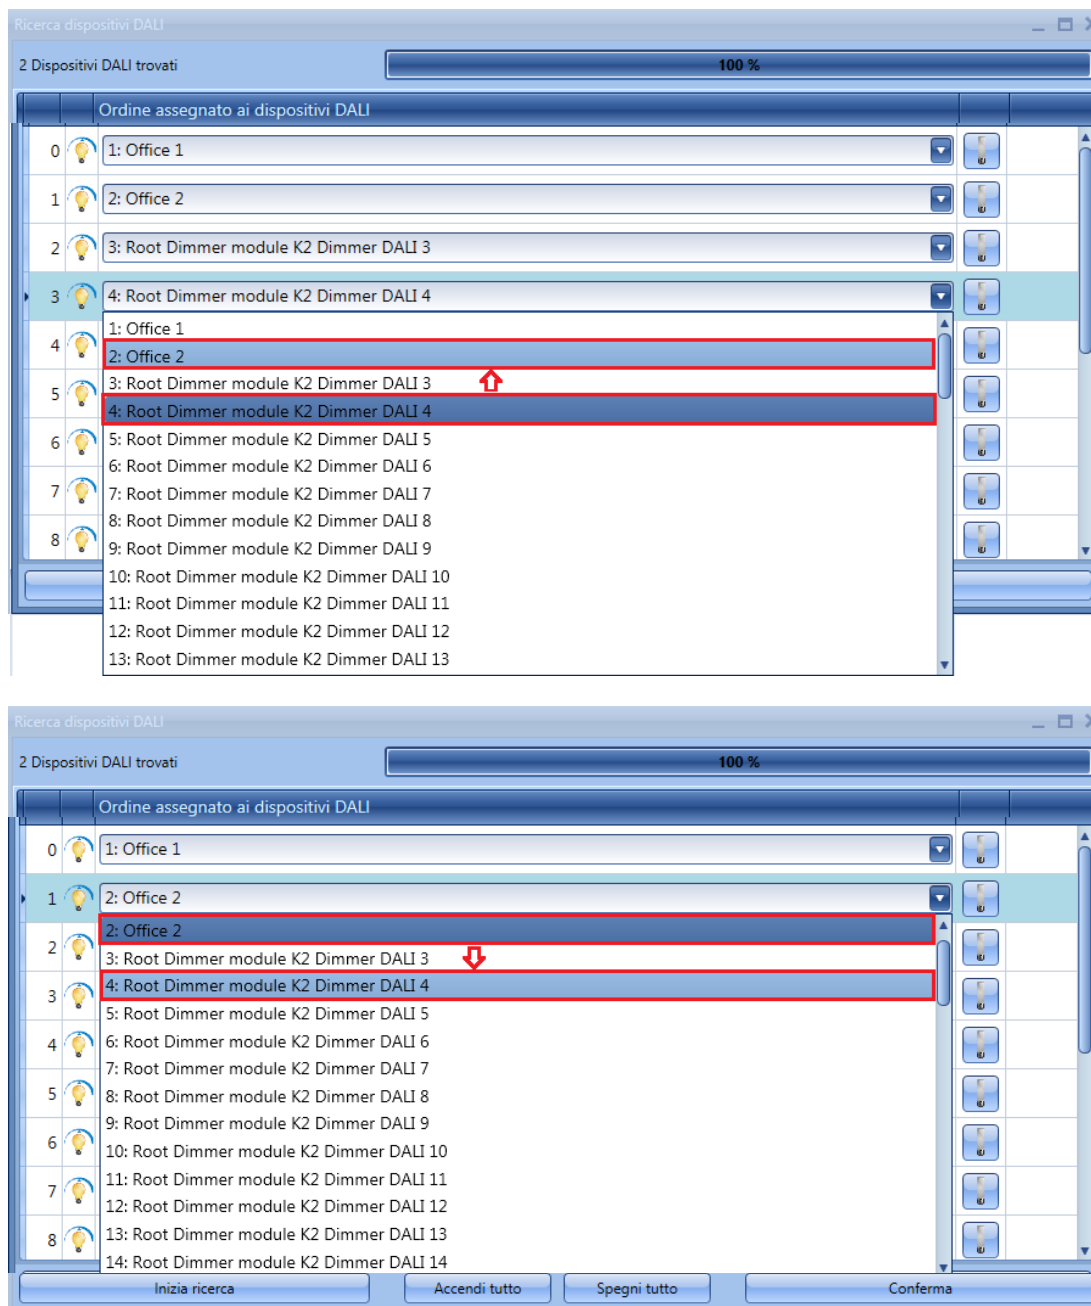 Ricerca dispositivi DALI
2 Dispositivi DALI trovati
100 %
Ordine assegnato ai dispositivi DALI
0 1: Office 1
1 2: Office 2
2 3: Root Dimmer module K2 Dimmer DALI 3
3 4: Root Dimmer module K2 Dimmer DALI 4
1: Office 1
4 2: Office 2
3: Root Dimmer module K2 Dimmer DALI 3
5 4: Root Dimmer module K2 Dimmer DALI 4
6 5: Root Dimmer module K2 Dimmer DALI 5
6: Root Dimmer module K2 Dimmer DALI 6
7 7: Root Dimmer module K2 Dimmer DALI 7
8: Root Dimmer module K2 Dimmer DALI 8
8 9: Root Dimmer module K2 Dimmer DALI 9
10: Root Dimmer module K2 Dimmer DALI 10
11: Root Dimmer module K2 Dimmer DALI 11
12: Root Dimmer module K2 Dimmer DALI 12
13: Root Dimmer module K2 Dimmer DALI 13
Ricerca dispositivi DALI
2 Dispositivi DALI trovati
100 %
Ordine assegnato ai dispositivi DALI
0 1: Office 1
1 2: Office 2
2: Office 2
2 3: Root Dimmer module K2 Dimmer DALI 3
3 4: Root Dimmer module K2 Dimmer DALI 4
5: Root Dimmer module K2 Dimmer DALI 5
4 6: Root Dimmer module K2 Dimmer DALI 6
7: Root Dimmer module K2 Dimmer DALI 7
5 8: Root Dimmer module K2 Dimmer DALI 8
9: Root Dimmer module K2 Dimmer DALI 9
6 10: Root Dimmer module K2 Dimmer DALI 10
7 11: Root Dimmer module K2 Dimmer DALI 11
12: Root Dimmer module K2 Dimmer DALI 12
8 13: Root Dimmer module K2 Dimmer DALI 13
14: Root Dimmer module K2 Dimmer DALI 14
Inizia ricerca Accendi tutto Spegni tutto Conferma